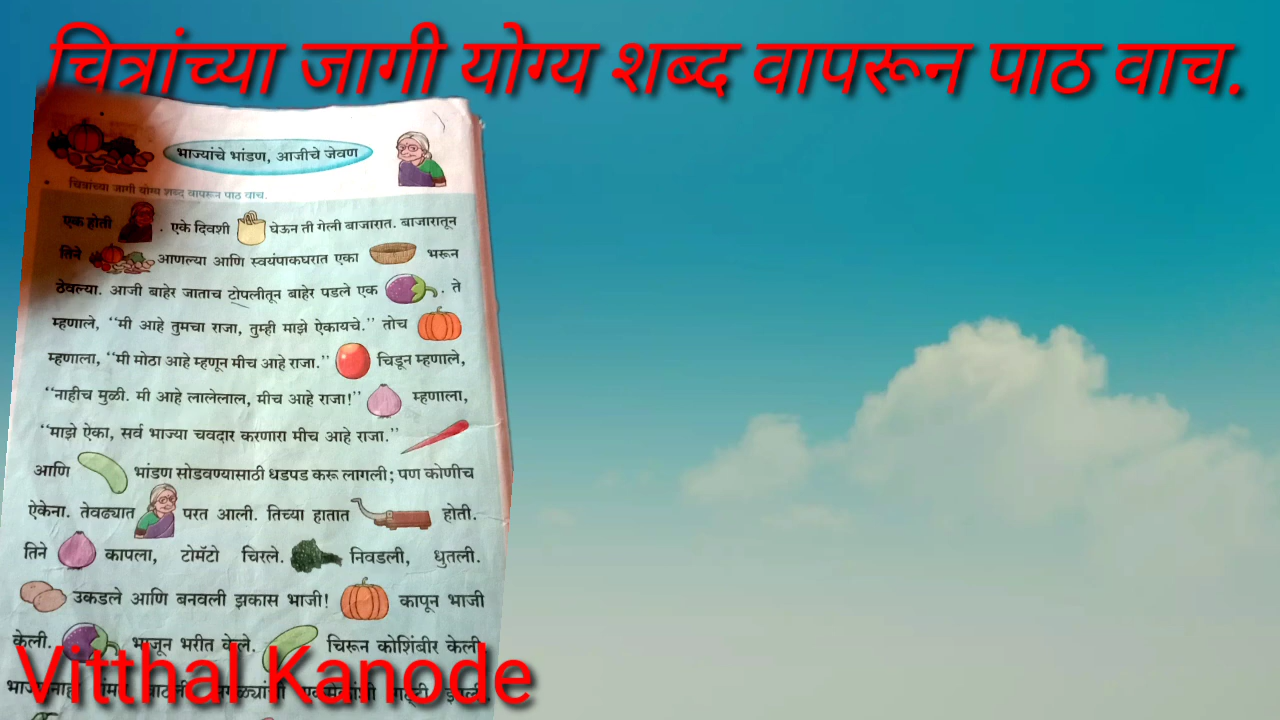 चित्रांच्या जागी योग्य शब्द वापरून पाठ वाच.
भाज्यांचे भांडण, आजीचे जेवण
चित्रांच्या जागी योग्य शब्द वापरून पाठ वाच.
एक होती . एके दिवशी घेऊन ती गेली बाजारात. बाजारातून
तिने आणल्या आणि स्वयंपाकघरात एका भरून
ठेवल्या. आजी बाहेर जाताच टोपलीतून बाहेर पडले एक . ते
म्हणाले, ‘‘मी आहे तुमचा राजा, तुम्ही माझे ऐकायचे.’’ तोच
म्हणाला, ‘‘मी मोठा आहे म्हणून मीच आहे राजा.’’ चिडून म्हणाले,
‘‘नाहीच मुळी. मी आहे लालेलाल, मीच आहे राजा!’’ म्हणाला,
‘‘माझे ऐका, सर्व भाज्या चवदार करणारा मीच आहे राजा.’’
आणि भांडण सोडवण्यासाठी धडपड करू लागली; पण कोणीच
ऐकेना. तेवढ्यात परत आली. तिच्या हातात होती.
तिने कापला, टोमॅटो चिरले. निवडली, धुतली.
उकडले आणि बनवली झकास भाजी! कापून भाजी
केली. भाजून भरीत केले. चिरून कोशिंबीर केली
Vitthal Kanode